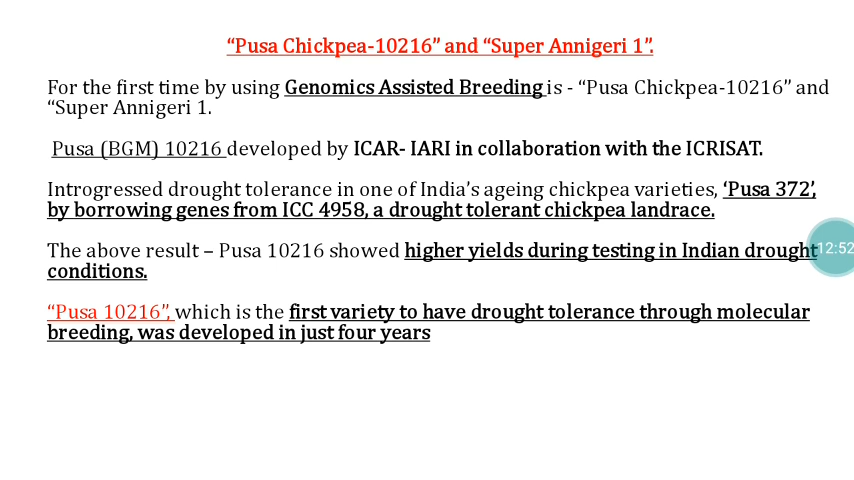 “Pusa Chickpea-10216” and “Super Annigeri 1”.
For the first time by using Genomics Assisted Breeding is - “Pusa Chickpea-10216” and
“Super Annigeri 1.
Pusa (BGM) 10216 developed by ICAR- IARI in collaboration with the ICRISAT.
Introgressed drought tolerance in one of India’s ageing chickpea varieties, ‘Pusa 372’,
by borrowing genes from ICC 4958, a drought tolerant chickpea landrace.
The above result – Pusa 10216 showed higher yields during testing in Indian drought
conditions.
12:52
“Pusa 10216”, which is the first variety to have drought tolerance through molecular
breeding, was developed in just four years